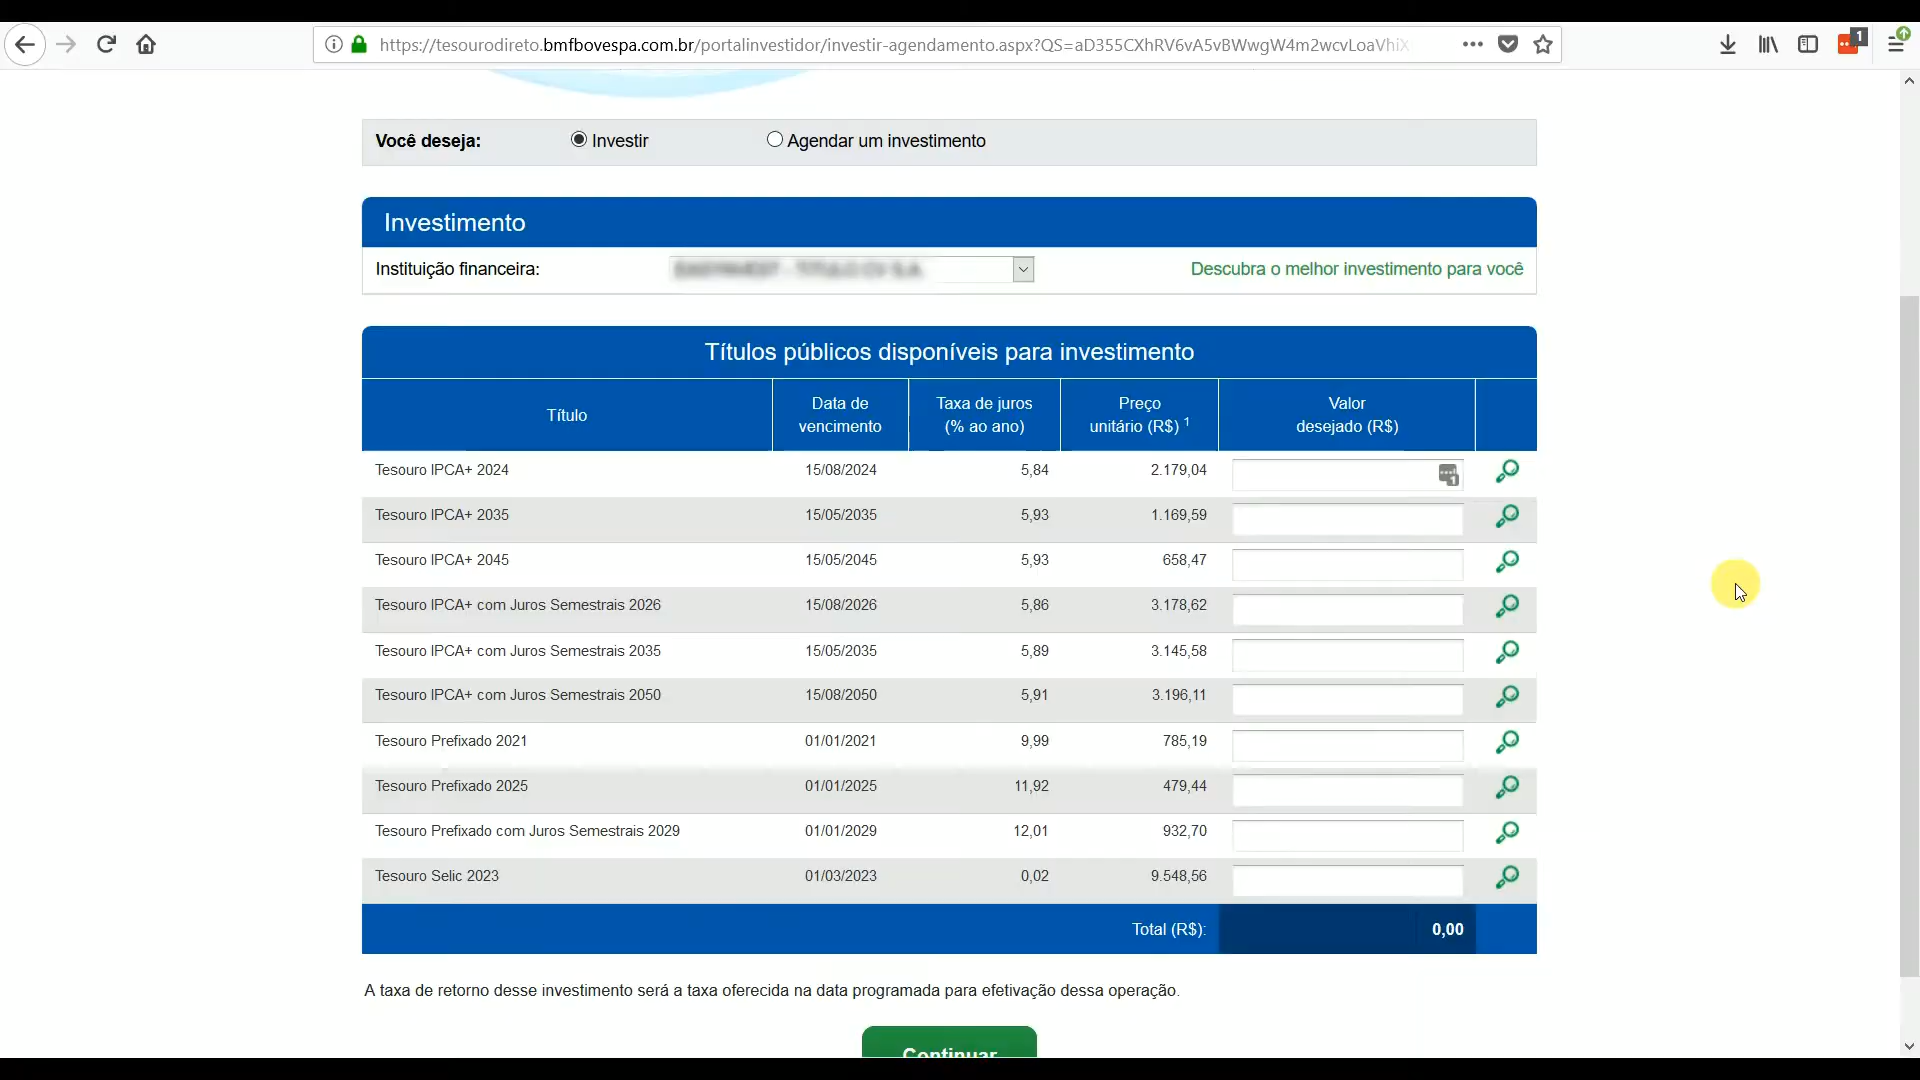 https://tesourodireto.bmfbovespa.com.br/portalinvestidor/investir-agendamento.aspx?QS=aD355CXhRV6vA5vBWwgW4m2wcvLoaVhiX
1
Você deseja: Investir Agendar um investimento
Investimento
Instituição financeira: Descubra o melhor investimento para você
Títulos públicos disponíveis para investimento
Título Data de vencimento Taxa de juros (% ao ano) Preço unitário (R$) 1 Valor desejado (R$)
Tesouro IPCA+ 2024 15/08/2024 5,84 2.179,04 1
Tesouro IPCA+ 2035 15/05/2035 5,93 1.169,59
Tesouro IPCA+ 2045 15/05/2045 5,93 658,47
Tesouro IPCA+ com Juros Semestrais 2026 15/08/2026 5,86 3.178,62
Tesouro IPCA+ com Juros Semestrais 2035 15/05/2035 5,89 3.145,58
Tesouro IPCA+ com Juros Semestrais 2050 15/08/2050 5,91 3.196,11
Tesouro Prefixado 2021 01/01/2021 9,99 785,19
Tesouro Prefixado 2025 01/01/2025 11,92 479,44
Tesouro Prefixado com Juros Semestrais 2029 01/01/2029 12,01 932,70
Tesouro Selic 2023 01/03/2023 0,02 9.548,56
Total (R$): 0,00
A taxa de retorno desse investimento será a taxa oferecida na data programada para efetivação dessa operação.
Continuar